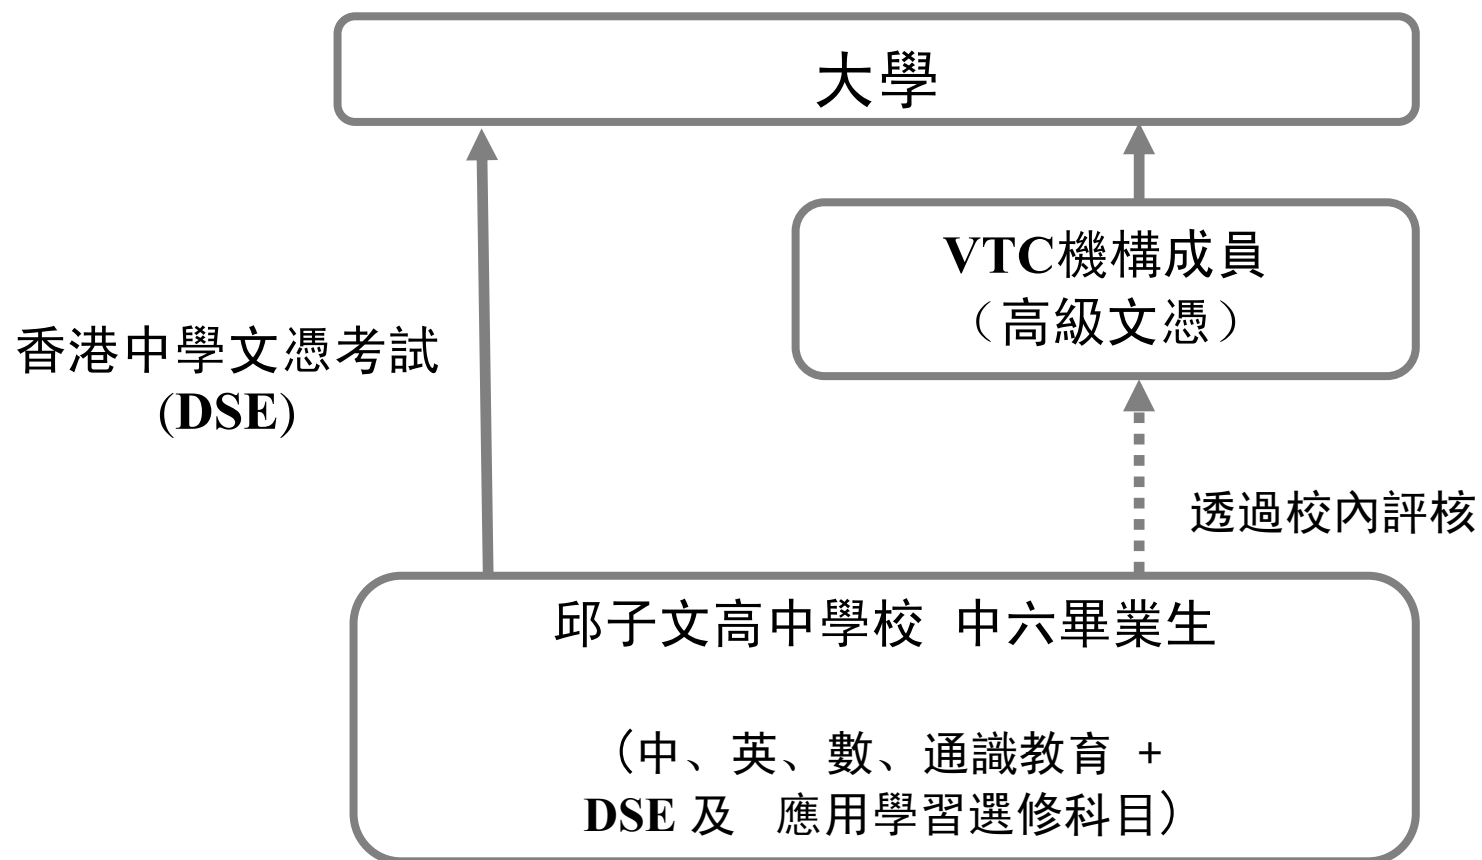 大學
VTC機構成員
（高級文憑）
香港中學文憑考試
(DSE)
透過校內評核
邱子文高中學校 中六畢業生
（中、英、數、通識教育 +
DSE 及 應用學習選修科目）